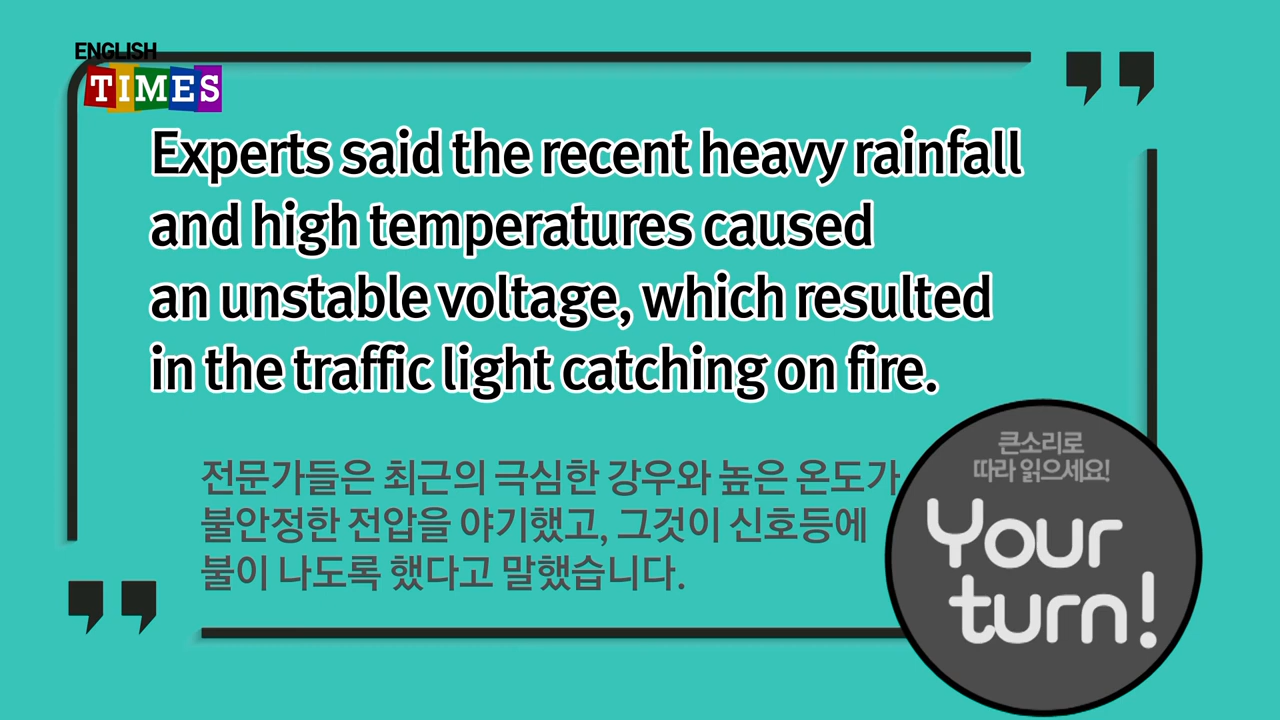 ENGLISH
TIMES
Experts said the recent heavy rainfall
and high temperatures caused
an unstable voltage, which resulted
in the traffic light catching on fire.
전문가들은 최근의 극심한 강우와 높은 온도가
불안정한 전압을 야기했고, 그것이 신호등에
불이 나도록 했다고 말했습니다.
큰소리로
따라 읽으세요!
Your
turn!